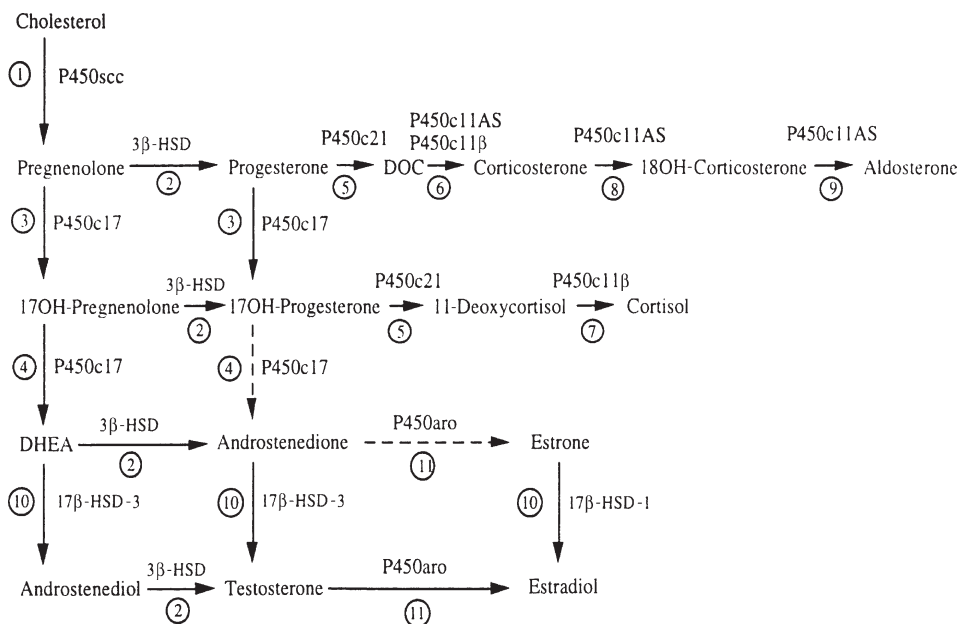 Cholesterol
① P450scc
P450c11AS
3β-HSD P450c21 P450c11β P450c11AS P450c11AS
Pregnenolone Progesterone DOC Corticosterone 18OH-Corticosterone Aldosterone
② ⑤ ⑥ ⑧ ⑨
③ P450c17 ③ P450c17
3β-HSD P450c21 P450c11β
17OH-Pregnenolone 17OH-Progesterone 11-Deoxycortisol Cortisol
② ⑤ ⑦
④ P450c17 ④ P450c17
3β-HSD P450aro
DHEA Androstenedione Estrone
② ⑪
⑩ 17β-HSD-3 ⑩ 17β-HSD-3 ⑩ 17β-HSD-1
3β-HSD P450aro
Androstenediol Testosterone Estradiol
② ⑪